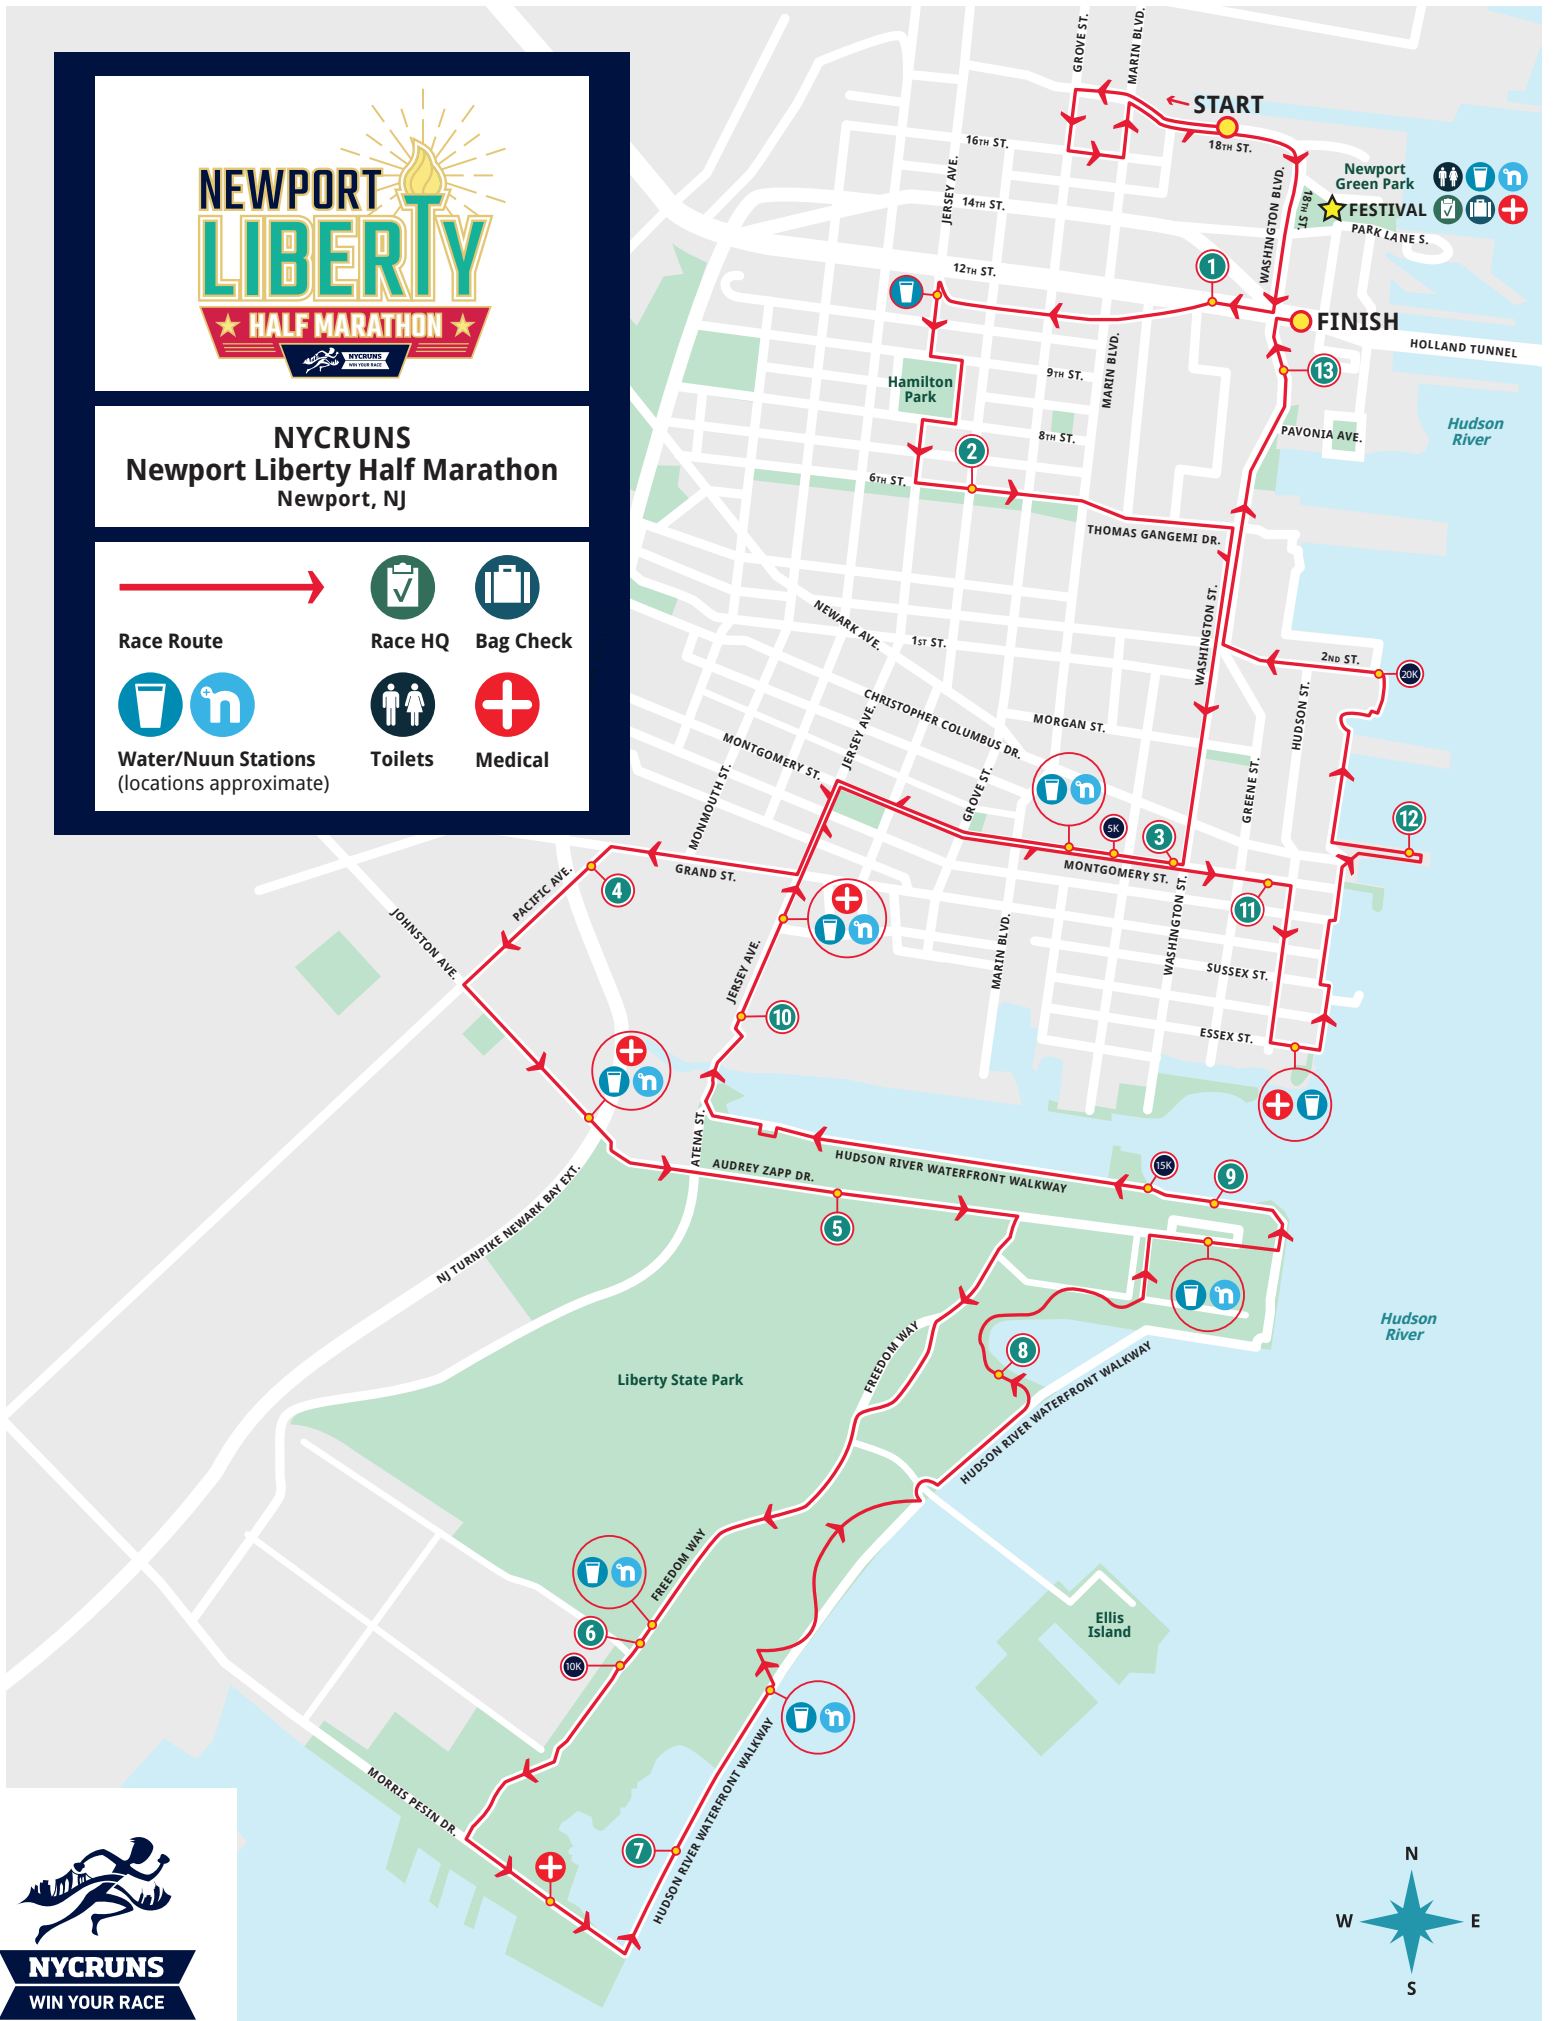 NEWPORT
LIBERTY
HALF MARATHON
NYCRUNS
WIN YOUR RACE
NYCRUNS
Newport Liberty Half Marathon
Newport, NJ
Race Route
Race HQ
Bag Check
Water/Nuun Stations
(locations approximate)
Toilets
Medical
GROVE ST.
MARIN BLVD.
START
18TH ST.
16TH ST.
JERSEY AVE.
14TH ST.
WASHINGTON BLVD.
18TH ST.
Newport
Green Park
FESTIVAL
PARK LANE S.
12TH ST.
1
FINISH
HOLLAND TUNNEL
13
MARIN BLVD.
9TH ST.
Hamilton
Park
8TH ST.
PAVONIA AVE.
Hudson
River
2
6TH ST.
THOMAS GANGEMI DR.
NEWARK AVE.
1ST ST.
WASHINGTON ST.
2ND ST.
20K
HUDSON ST.
CHRISTOPHER COLUMBUS DR.
MORGAN ST.
JERSEY AVE.
MONTGOMERY ST.
MONMOUTH ST.
GROVE ST.
GREENE ST.
5K
3
12
MONTGOMERY ST.
GRAND ST.
4
PACIFIC AVE.
JOHNSTON AVE.
11
WASHINGTON ST.
MARIN BLVD.
SUSSEX ST.
JERSEY AVE.
10
ESSEX ST.
ATENA ST.
AUDREY ZAPP DR.
HUDSON RIVER WATERFRONT WALKWAY
15K
9
5
NJ TURNPIKE NEWARK BAY EXT.
Hudson
River
FREEDOM WAY
8
HUDSON RIVER WATERFRONT WALKWAY
Liberty State Park
FREEDOM WAY
6
10K
Ellis
Island
HUDSON RIVER WATERFRONT WALKWAY
MORRIS PESIN DR.
7
N
W
E
S
NYCRUNS
WIN YOUR RACE